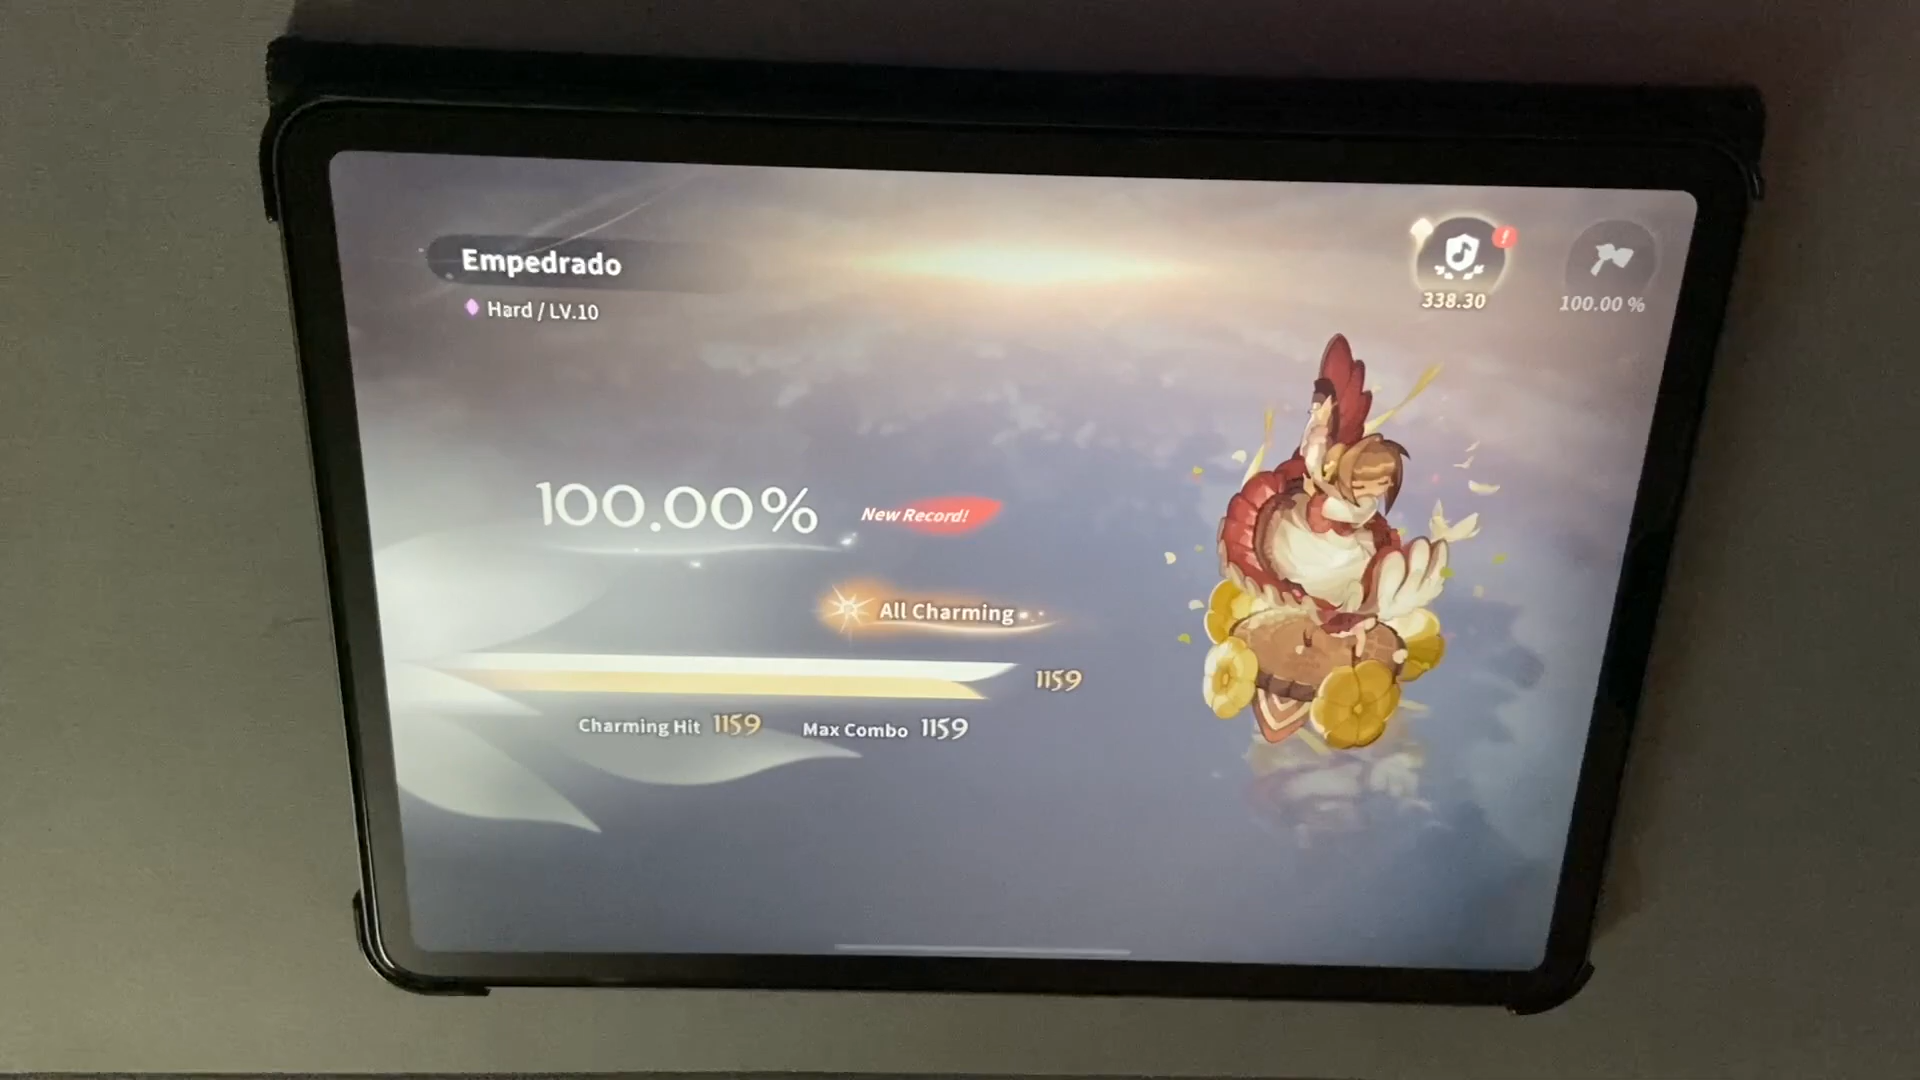 Empedrado
Hard / LV.10
338.30
100.00 %
100.00%
New Record!
All Charming
1159
Charming Hit 1159 Max Combo 1159